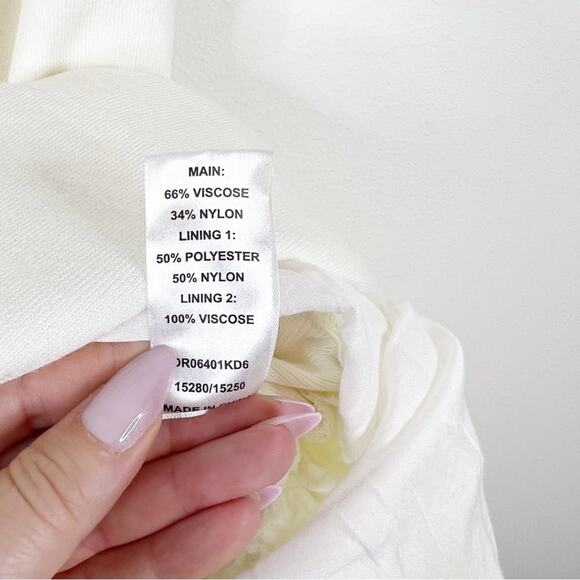 MAIN:
66% VISCOSE
34% NYLON
LINING 1:
50% POLYESTER
50% NYLON
LINING 2:
100% VISCOSE
DR06401KD6
15280/15250
MADE IN